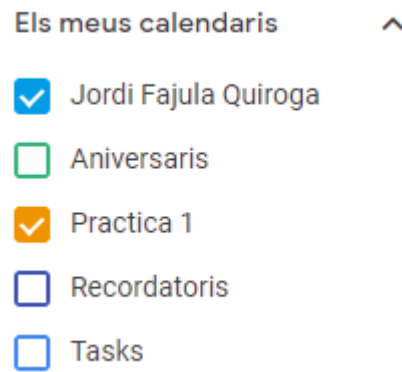 Els meus calendaris
Jordi Fajula Quiroga
Aniversaris
Practica 1
Recordatoris
Tasks